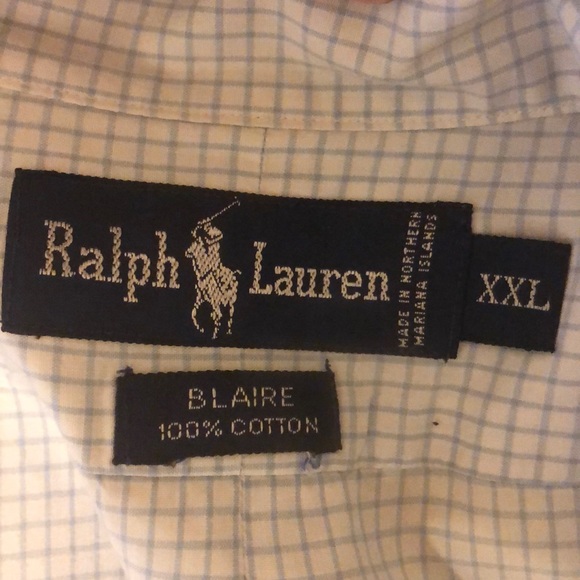 Ralph Lauren
MADE IN NORTHERN
MARIANA ISLANDS
XXL
BLAIRE
100% COTTON